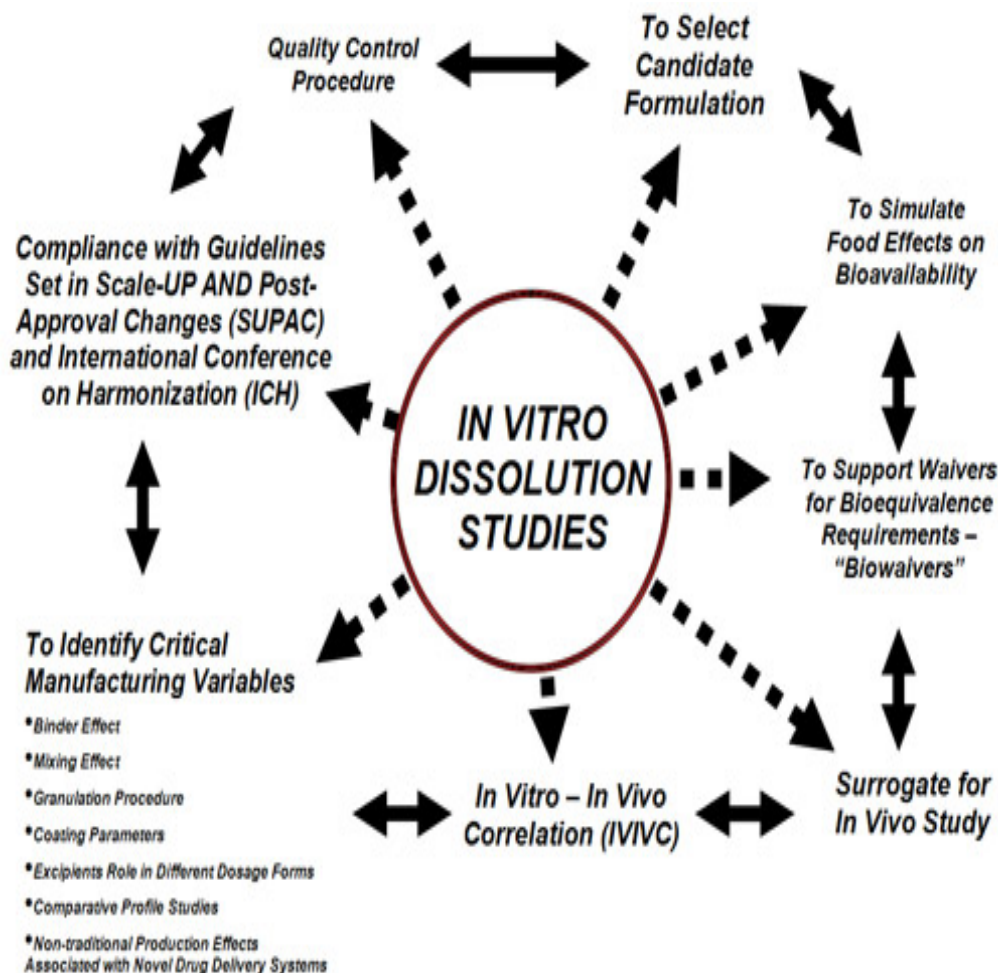 Quality Control
Procedure
To Select
Candidate
Formulation
To Simulate
Food Effects on
Bioavailability
Compliance with Guidelines
Set in Scale-UP AND Post-
Approval Changes (SUPAC)
and International Conference
on Harmonization (ICH)
IN VITRO
DISSOLUTION
STUDIES
To Support Waivers
for Bioequivalence
Requirements –
“Biowaivers”
To Identify Critical
Manufacturing Variables
•Binder Effect
•Mixing Effect
•Granulation Procedure
•Coating Parameters
•Excipients Role in Different Dosage Forms
•Comparative Profile Studies
•Non-traditional Production Effects
Associated with Novel Drug Delivery Systems
In Vitro – In Vivo
Correlation (IVIVC)
Surrogate for
In Vivo Study